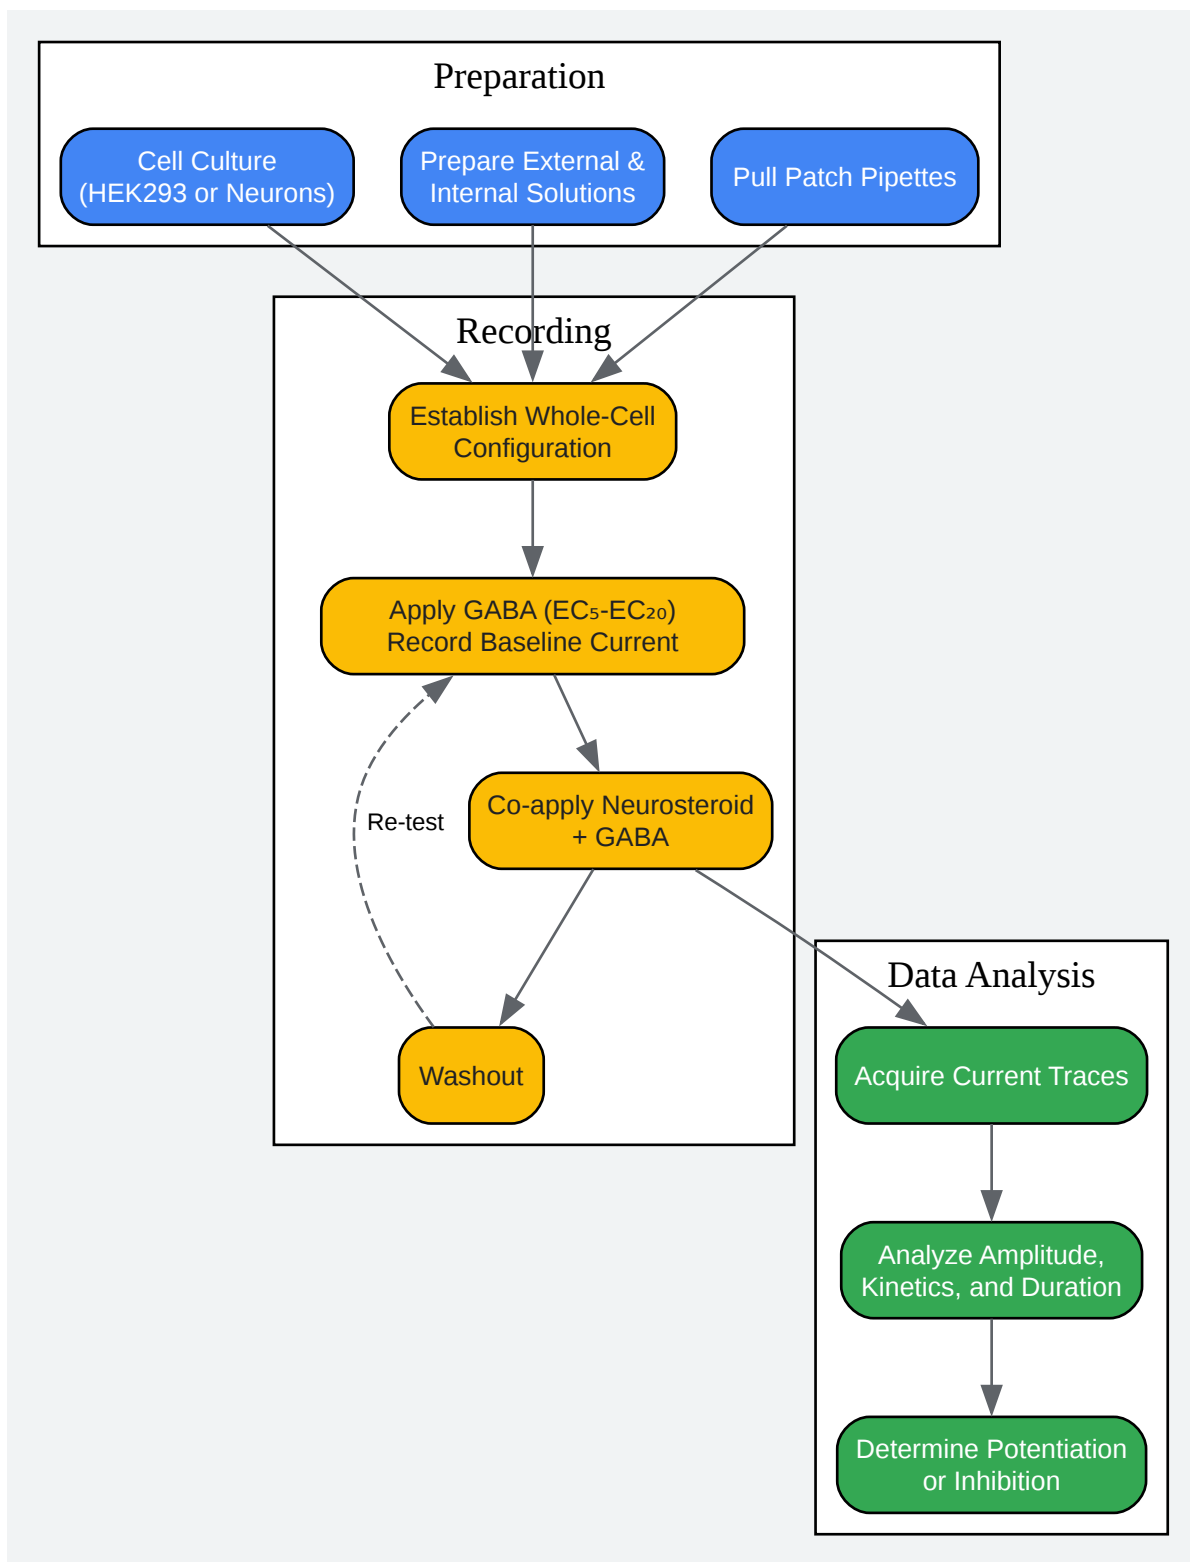 Preparation
Cell Culture
(HEK293 or Neurons)
Prepare External &
Internal Solutions
Pull Patch Pipettes
Recording
Establish Whole-Cell
Configuration
Apply GABA (EC₅-EC₂₀)
Record Baseline Current
Co-apply Neurosteroid
+ GABA
Re-test
Washout
Data Analysis
Acquire Current Traces
Analyze Amplitude,
Kinetics, and Duration
Determine Potentiation
or Inhibition